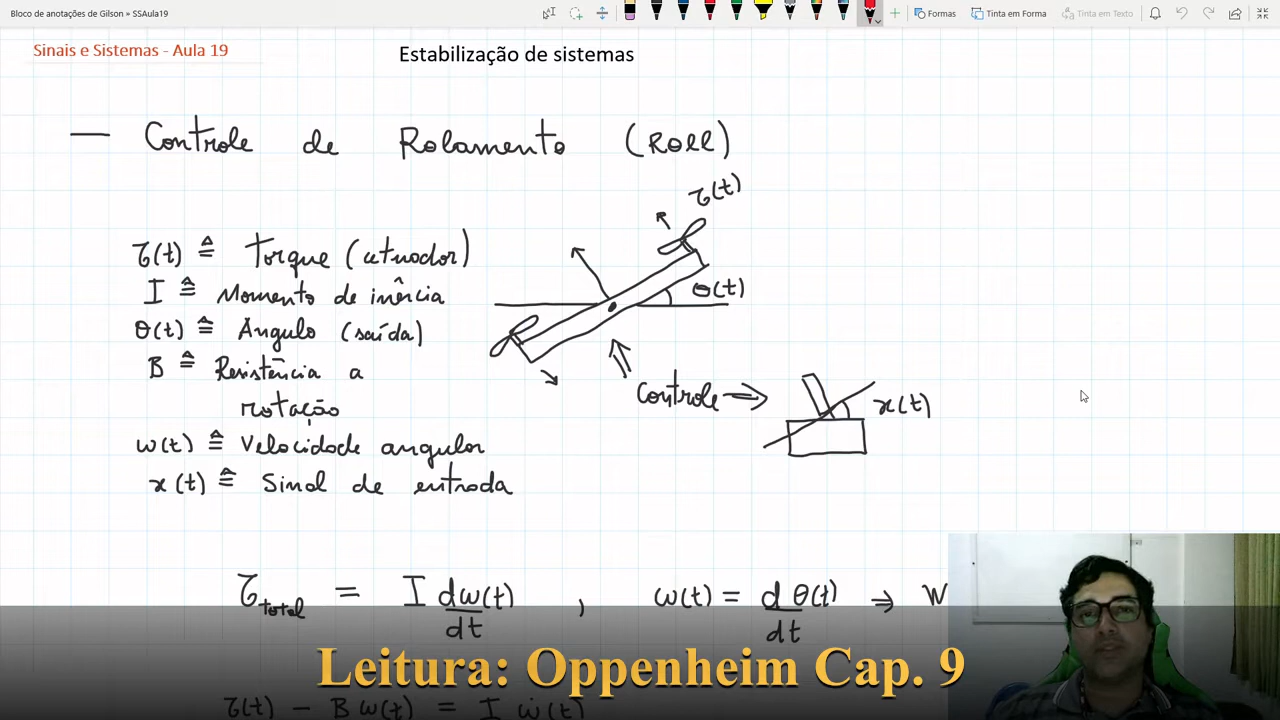 Bloco de anotações de Gilson » SSAula19
Formas
Tinta em Forma
Tinta em Texto
Sinais e Sistemas - Aula 19
Estabilização de sistemas
— Controle de Rolamento (Roll)
τ(t)
τ(t) ≙ Torque (atuador)
I ≙ Momento de inércia
θ(t)
θ(t) ≙ Ângulo (saída)
B ≙ Resistência a
rotação
Controle ⇒
x(t)
ω(t) ≙ Velocidade angular
x(t) ≙ Sinal de entrada
τtotal = I dω(t)/dt , ω(t) = dθ(t)/dt ⇒ W
Leitura: Oppenheim Cap. 9
τ(t) - Bω(t) = I ω̇(t)